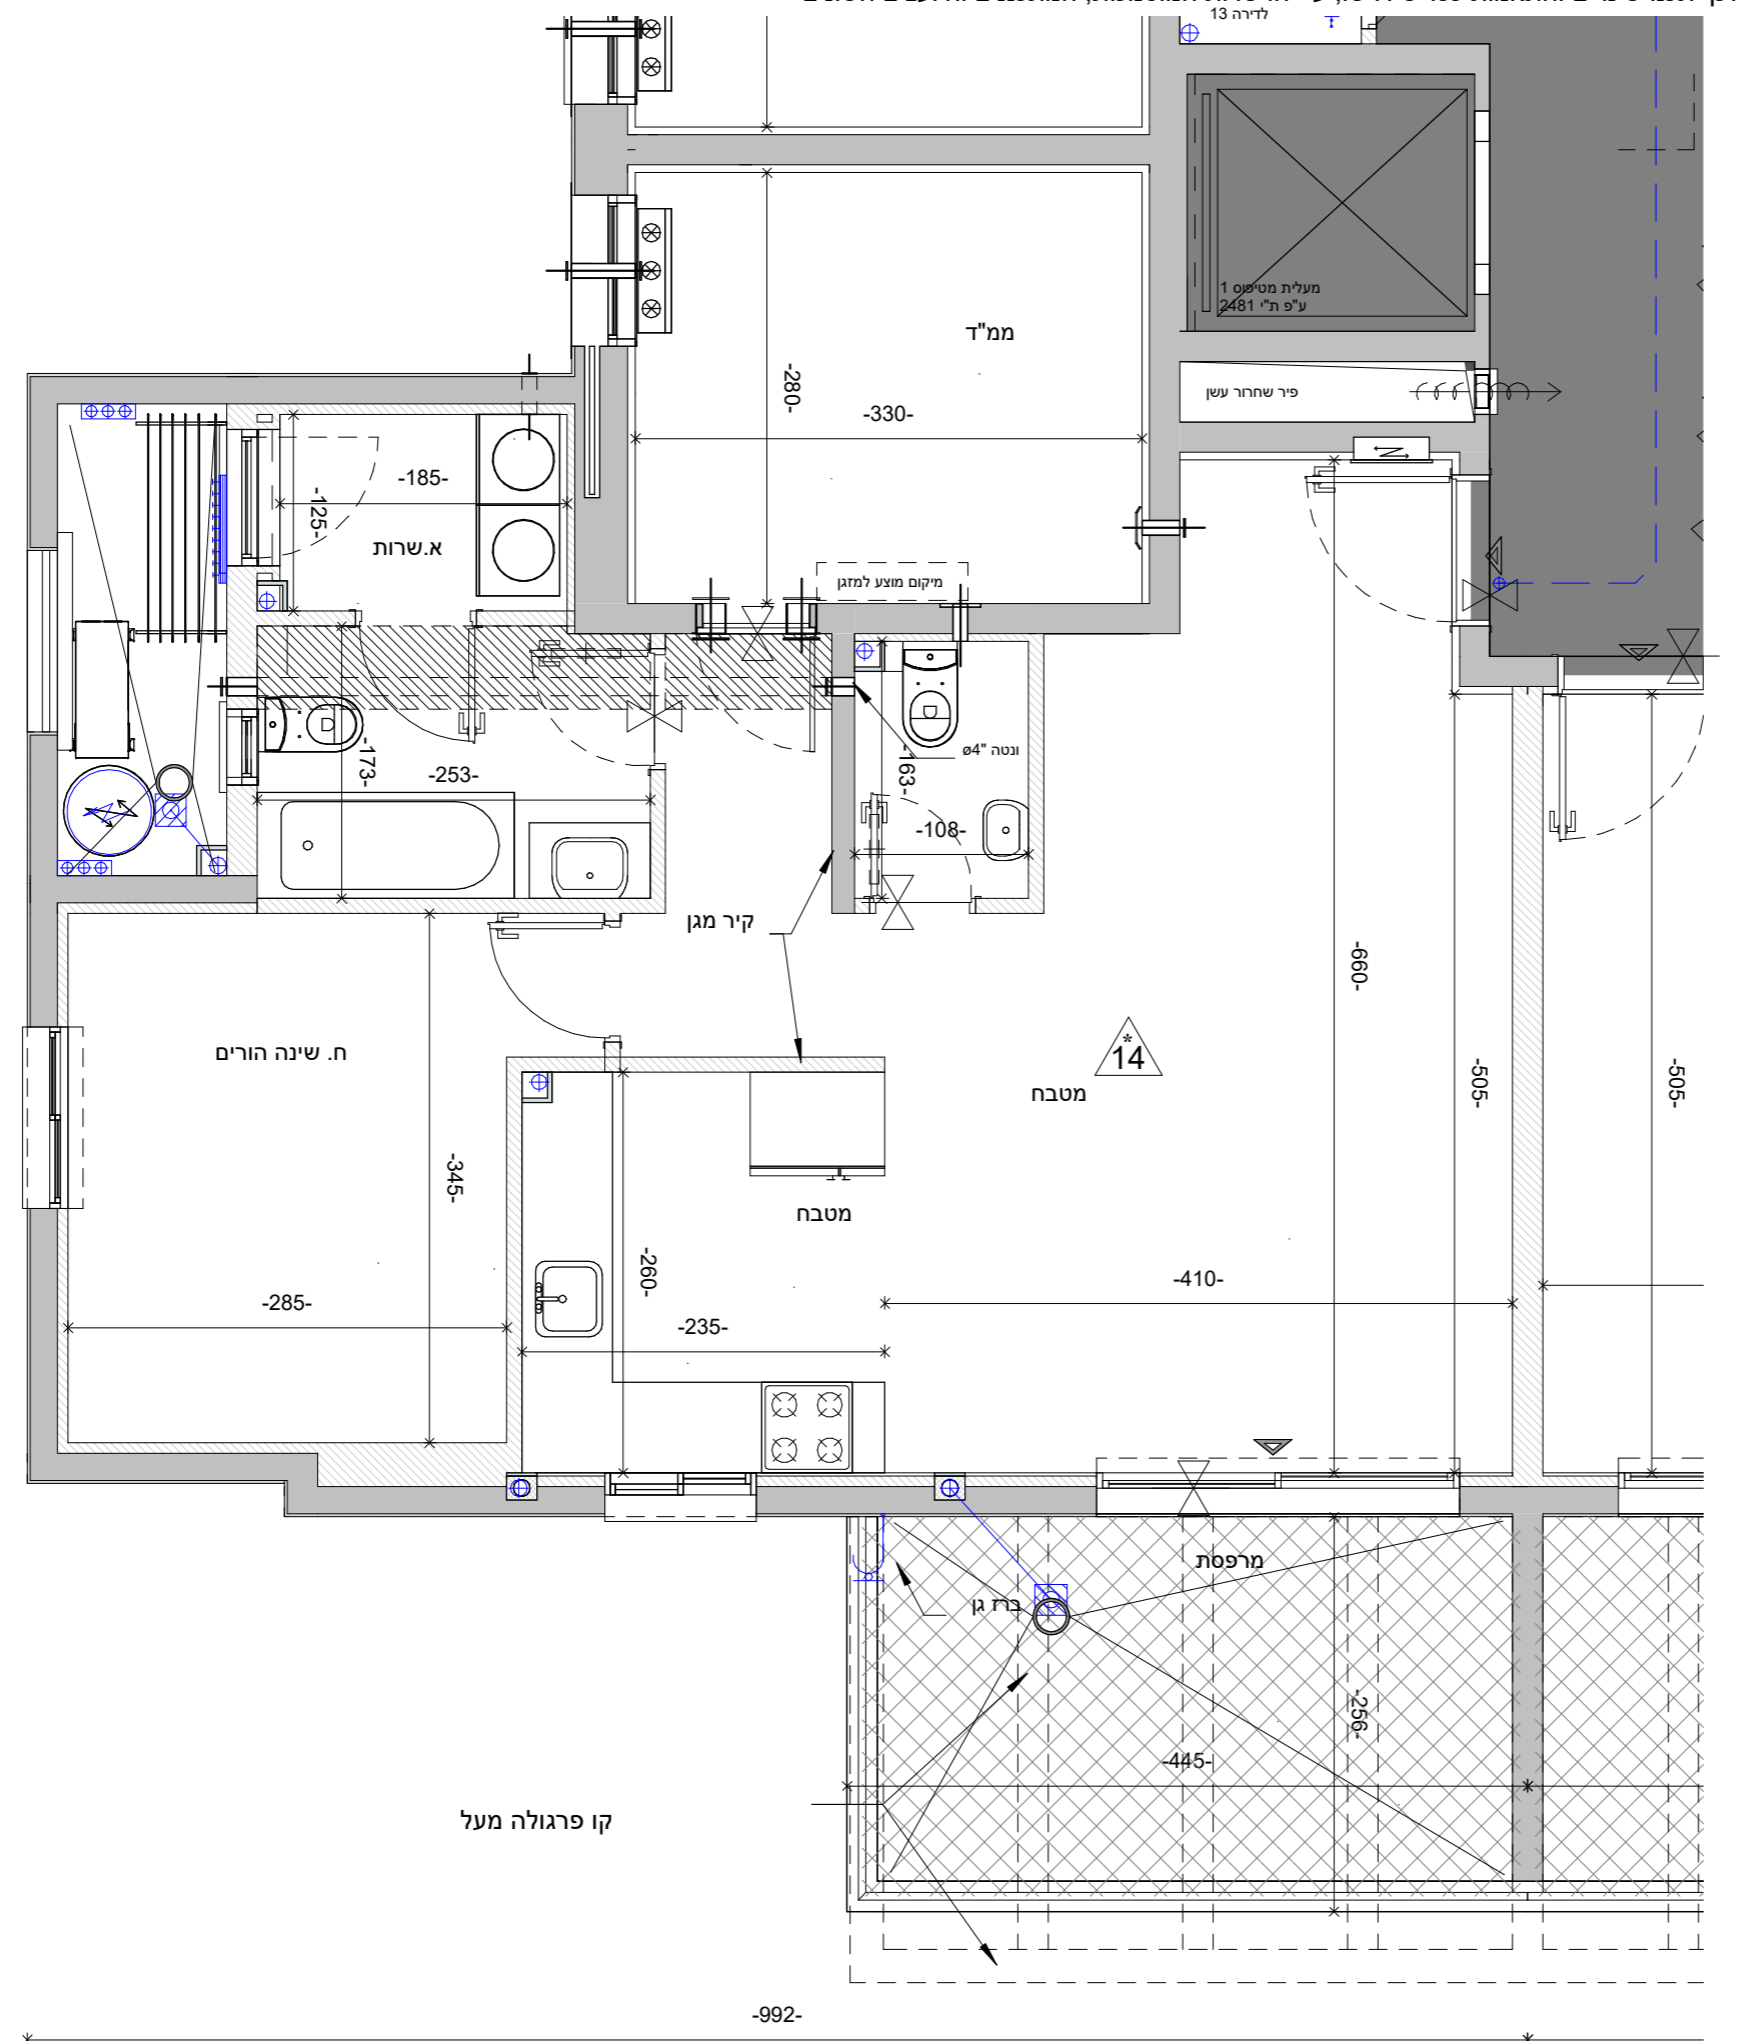 לדירה 13
מעלית מטיפוס 1
ע"פ ת"י 2481
ממ"ד
-280-
-330-
פיר שחרור עשן
-185-
-125-
א.שרות
מיקום מוצע למזגן
ונטה "4ø
-173-
-253-
-163-
-108-
קיר מגן
-660-
ח. שינה הורים
*
14
מטבח
-505-
-505-
-345-
מטבח
-260-
-410-
-285-
-235-
מרפסת
ברז גן
-256-
-445-
קו פרגולה מעל
-992-